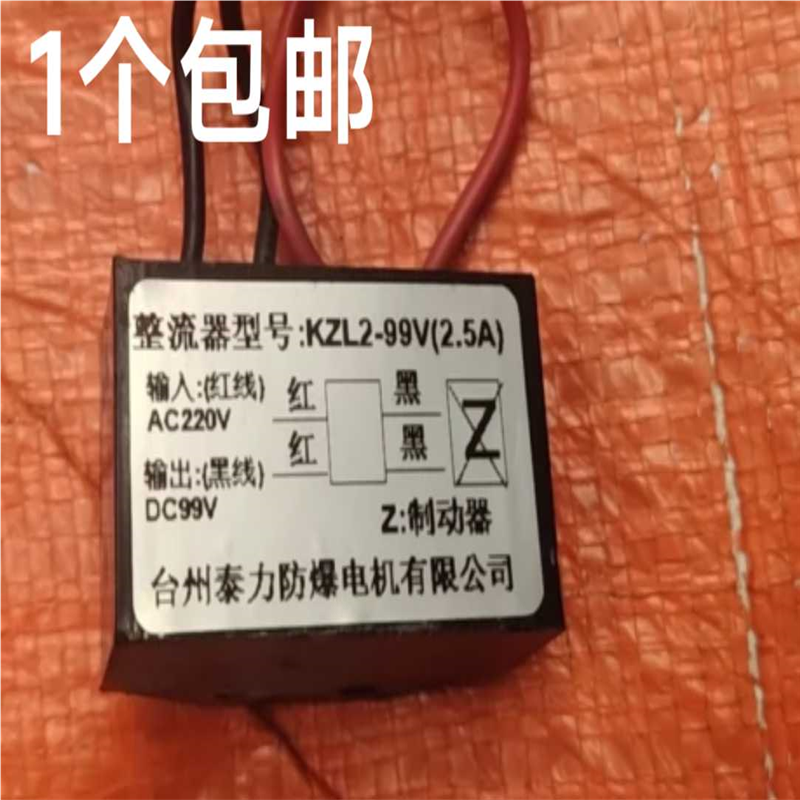 1个包邮
整流器型号:KZL2-99V(2.5A)
输入:(红线)
AC220V
红
黑
红
黑
Z
输出:(黑线)
DC99V
Z:制动器
台州泰力防爆电机有限公司